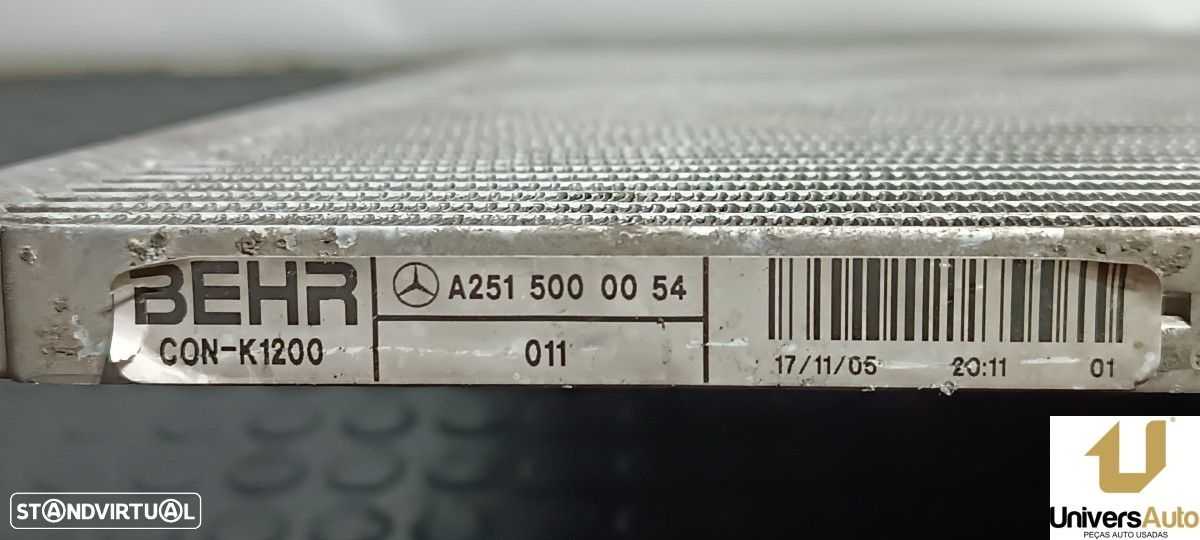 BEHR
CON-K1200
A251 500 00 54
011
17/11/05 20:11 01
STANDVIRTUAL
UniversAuto
PEÇAS AUTO USADAS